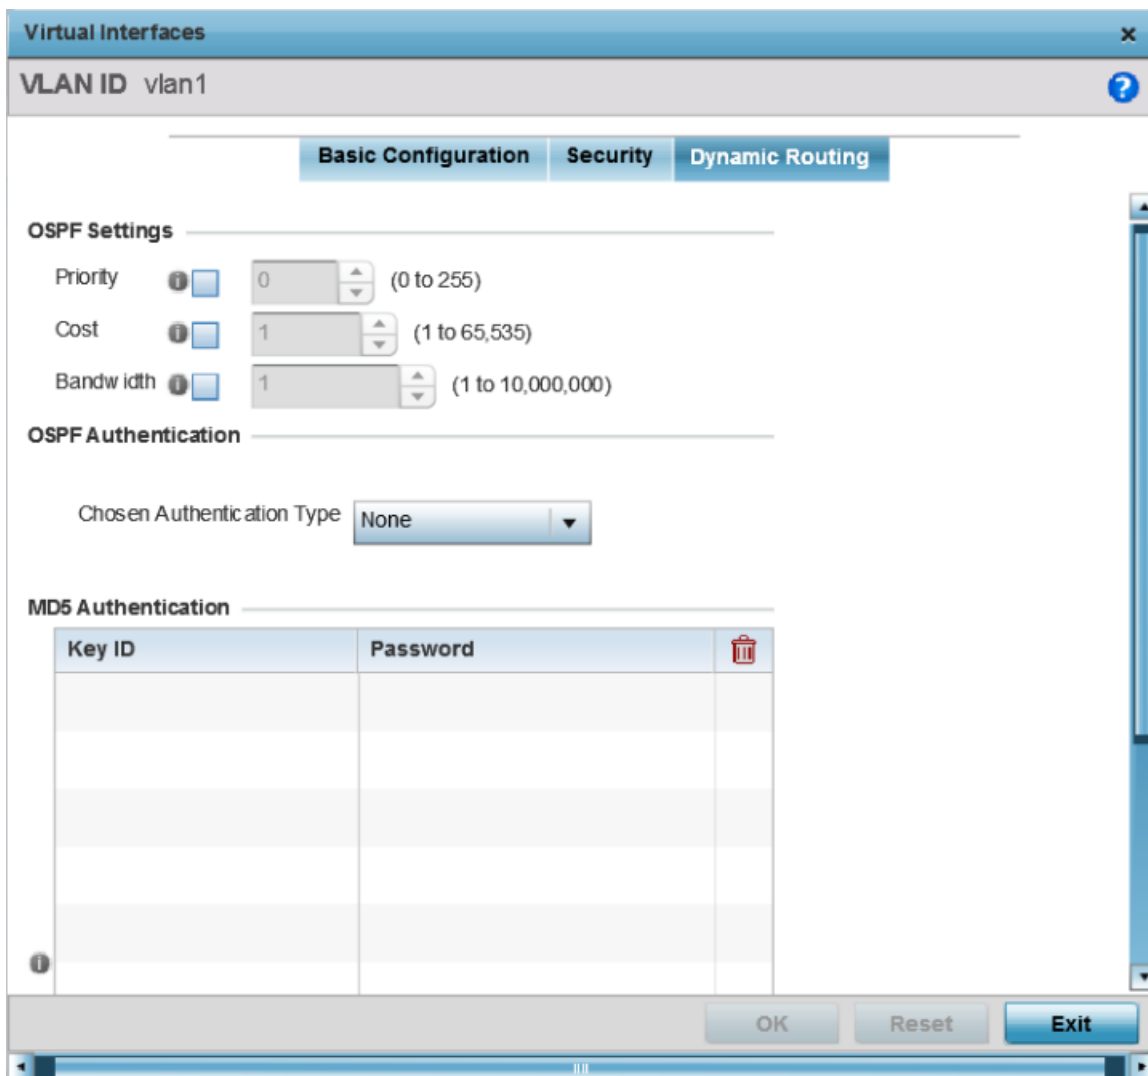 Virtual Interfaces
VLAN ID vlan1
Basic Configuration Security Dynamic Routing
OSPF Settings
Priority 0 (0 to 255)
Cost 1 (1 to 65,535)
Bandwidth 1 (1 to 10,000,000)
OSPF Authentication
Chosen Authentication Type None
MD5 Authentication
Key ID Password
OK Reset Exit